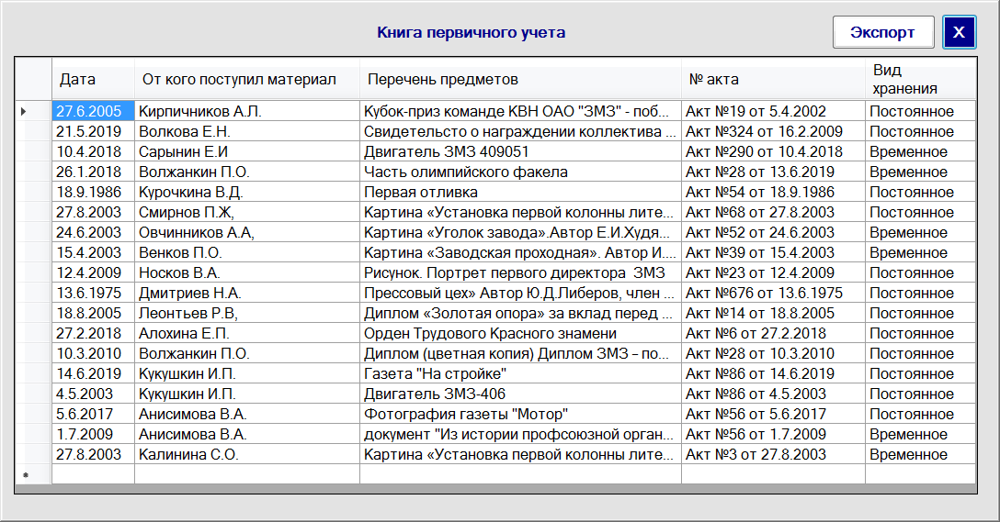 Книга первичного учета
Экспорт
X
Дата От кого поступил материал Перечень предметов № акта Вид хранения
27.6.2005 Кирпичников А.Л. Кубок-приз команде КВН ОАО "ЗМЗ" - поб... Акт №19 от 5.4.2002 Постоянное
21.5.2019 Волкова Е.Н. Свидетельсто о награждении коллектива ... Акт №324 от 16.2.2009 Постоянное
10.4.2018 Сарынин Е.И Двигатель ЗМЗ 409051 Акт №290 от 10.4.2018 Временное
26.1.2018 Волжанкин П.О. Часть олимпийского факела Акт №28 от 13.6.2019 Временное
18.9.1986 Курочкина В.Д. Первая отливка Акт №54 от 18.9.1986 Постоянное
27.8.2003 Смирнов П.Ж, Картина «Установка первой колонны лите... Акт №68 от 27.8.2003 Постоянное
24.6.2003 Овчинников А.А, Картина «Уголок завода».Автор Е.И.Худя... Акт №52 от 24.6.2003 Временное
15.4.2003 Венков П.О. Картина «Заводская проходная». Автор И.... Акт №39 от 15.4.2003 Временное
12.4.2009 Носков В.А. Рисунок. Портрет первого директора  ЗМЗ Акт №23 от 12.4.2009 Постоянное
13.6.1975 Дмитриев Н.А. Прессовый цех» Автор Ю.Д.Либеров, член ... Акт №676 от 13.6.1975 Постоянное
18.8.2005 Леонтьев Р.В, Диплом «Золотая опора» за вклад перед ... Акт №14 от 18.8.2005 Постоянное
27.2.2018 Алохина Е.П. Орден Трудового Красного знамени Акт №6 от 27.2.2018 Постоянное
10.3.2010 Волжанкин П.О. Диплом (цветная копия) Диплом ЗМЗ – по... Акт №28 от 10.3.2010 Постоянное
14.6.2019 Кукушкин И.П. Газета "На стройке" Акт №86 от 14.6.2019 Постоянное
4.5.2003 Кукушкин И.П. Двигатель ЗМЗ-406 Акт №86 от 4.5.2003 Постоянное
5.6.2017 Анисимова В.А. Фотография газеты "Мотор" Акт №56 от 5.6.2017 Постоянное
1.7.2009 Анисимова В.А. документ "Из истории профсоюзной орган... Акт №56 от 1.7.2009 Временное
27.8.2003 Калинина С.О. Картина «Установка первой колонны лите... Акт №3 от 27.8.2003 Временное